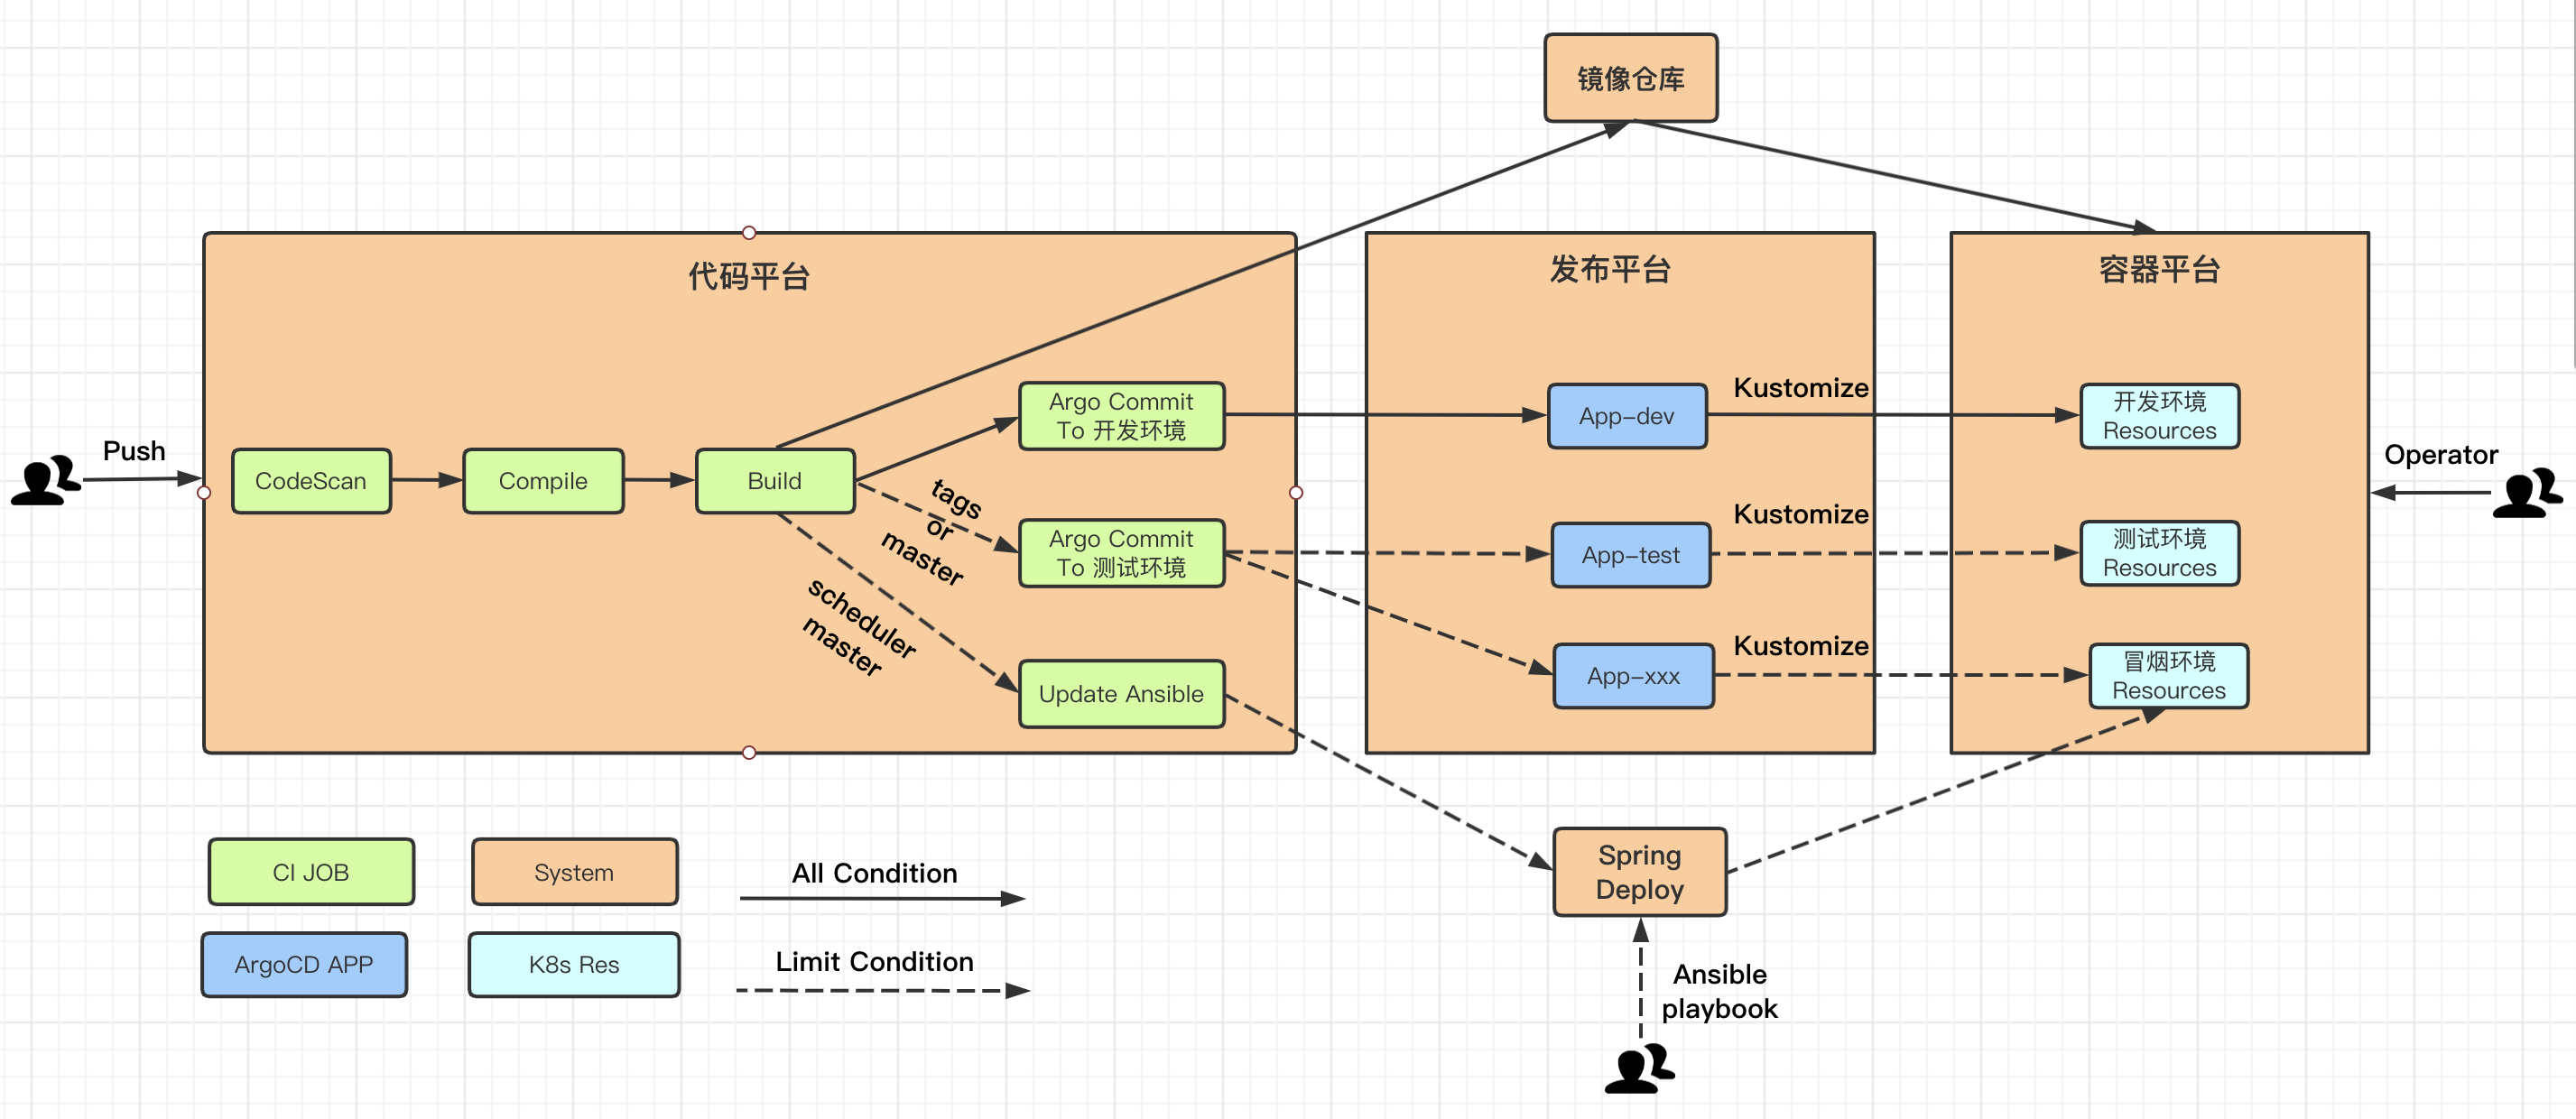 镜像仓库
代码平台
发布平台
容器平台
Push
CodeScan
Compile
Build
Argo Commit
To 开发环境
App-dev
Kustomize
开发环境
Resources
Operator
tags
or
master
Argo Commit
To 测试环境
App-test
Kustomize
测试环境
Resources
scheduler
master
Update Ansible
App-xxx
Kustomize
冒烟环境
Resources
CI JOB
System
All Condition
Spring
Deploy
ArgoCD APP
K8s Res
Limit Condition
Ansible
playbook